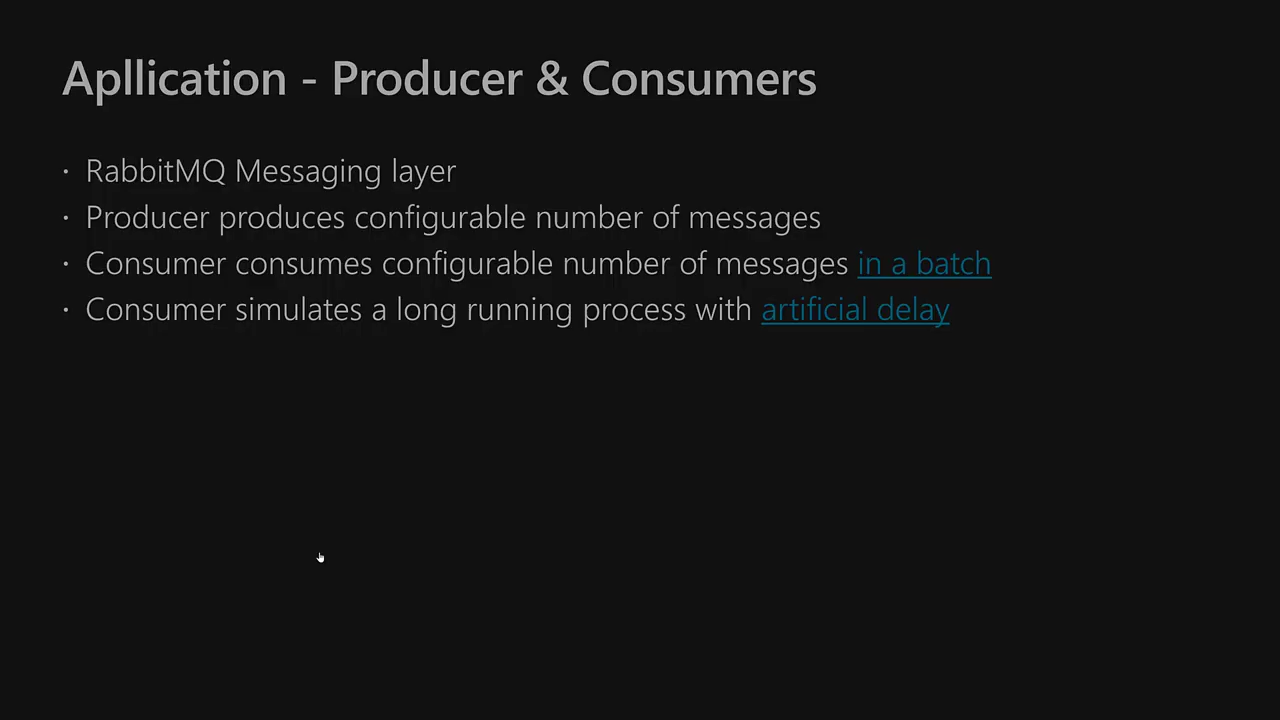 Apllication - Producer & Consumers
· RabbitMQ Messaging layer
· Producer produces configurable number of messages
· Consumer consumes configurable number of messages in a batch
· Consumer simulates a long running process with artificial delay